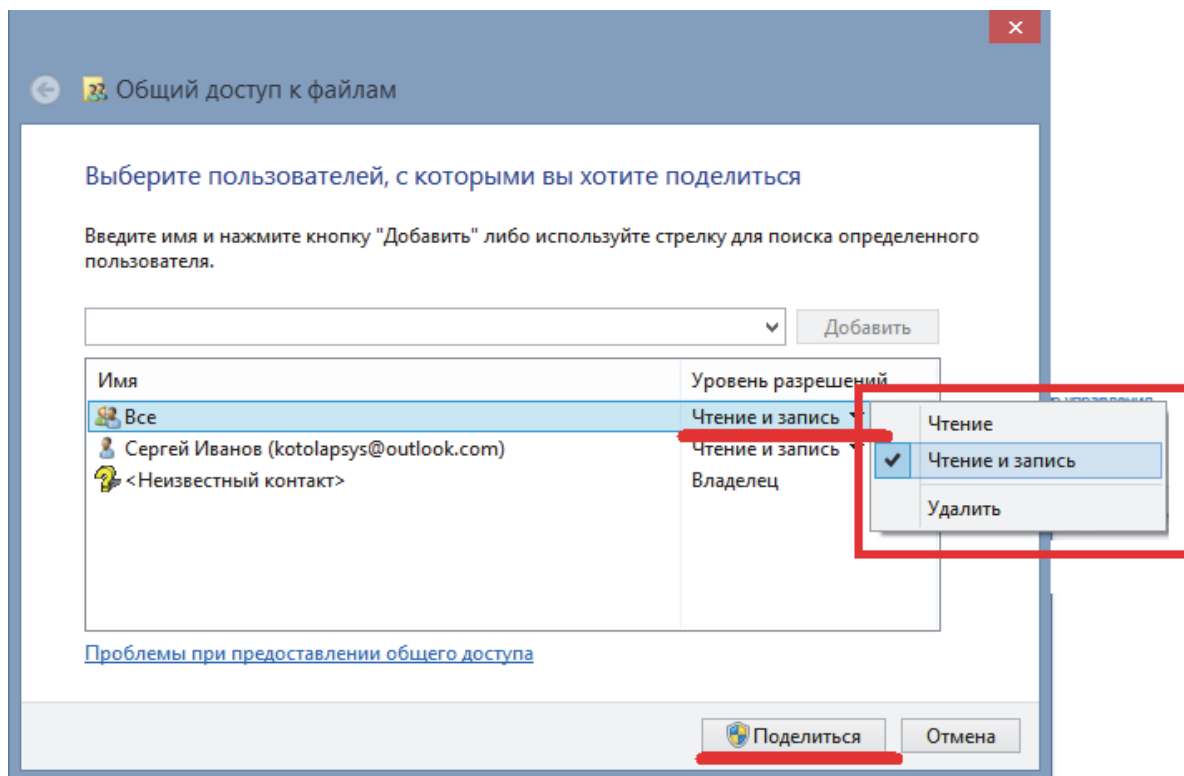 Общий доступ к файлам
Выберите пользователей, с которыми вы хотите поделиться
Введите имя и нажмите кнопку "Добавить" либо используйте стрелку для поиска определенного
пользователя.
Добавить
Имя Уровень разрешений
Все Чтение и запись
Сергей Иванов (kotolapsys@outlook.com) Чтение и запись
<Неизвестный контакт> Владелец
Чтение
Чтение и запись
Удалить
Проблемы при предоставлении общего доступа
Поделиться Отмена